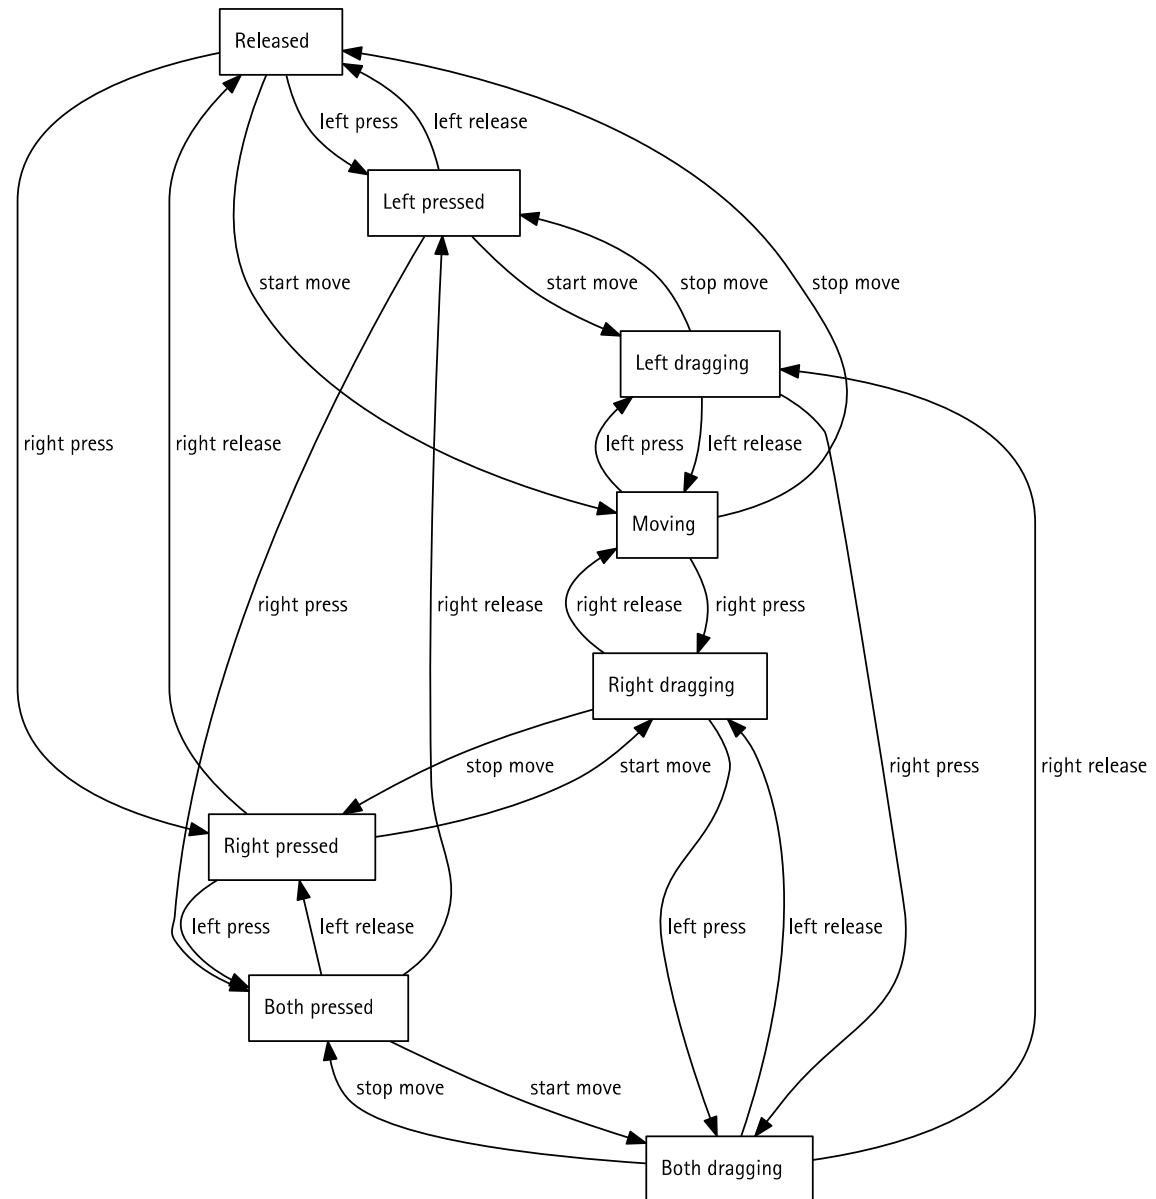 Released
left press
left release
Left pressed
start move
start move
stop move
stop move
Left dragging
right press
right release
left press
left release
Moving
right press
right release
right release
right press
Right dragging
stop move
start move
right press
right release
Right pressed
left press
left release
left press
left release
Both pressed
stop move
start move
Both dragging